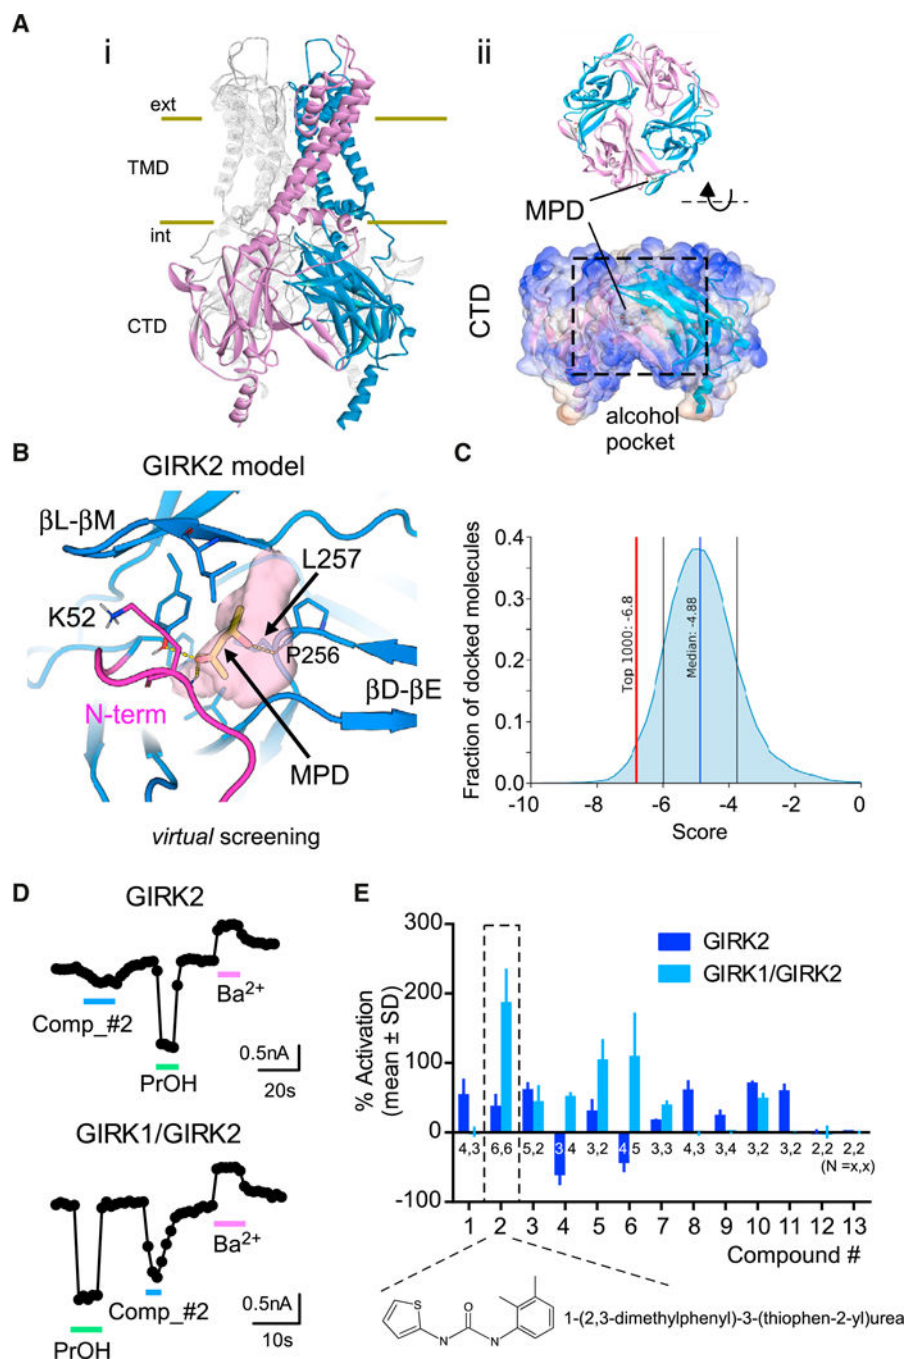 A
i
ii
ext
TMD
int
CTD
MPD
CTD
alcohol
pocket
B
GIRK2 model
βL-βM
L257
K52
P256
N-term
βD-βE
MPD
virtual screening
C
Fraction of docked molecules
0.4
0.3
0.2
0.1
0.0
Top 1000: -6.8
Median: -4.88
-10 -8 -6 -4 -2 0
Score
D
GIRK2
Comp_#2
PrOH
Ba2+
0.5nA
20s
GIRK1/GIRK2
PrOH
Comp_#2
Ba2+
0.5nA
10s
E
% Activation
(mean ± SD)
300
200
100
0
-100
GIRK2
GIRK1/GIRK2
4,3 6,6 5,2 3 4 3,2 4 5 3,3 4,3 3,4 3,2 3,2 2,2 2,2
(N =x,x)
1 2 3 4 5 6 7 8 9 10 11 12 13
Compound #
S
O
N
H
N
H
1-(2,3-dimethylphenyl)-3-(thiophen-2-yl)urea